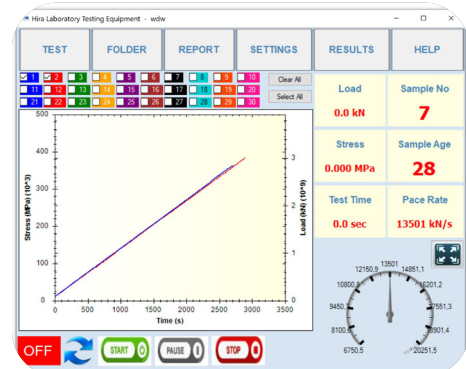 Hira Laboratory Testing Equipment - wdw
TEST FOLDER REPORT SETTINGS RESULTS HELP
1 2 3 4 5 6 7 8 9 10 Clear All
11 12 13 14 15 16 17 18 19 20 Select All
21 22 23 24 25 26 27 28 29 30
Load
0.0 kN
Sample No
7
Stress
0.000 MPa
Sample Age
28
Test Time
0.0 sec
Pace Rate
13501 kN/s
Stress (MPa) (10^3)
500
400
300
200
100
0
0 500 1000 1500 2000 2500 3000 3500
Time (s)
3
2
1
0
Load (kN) (10^9)
13501
12150,9 14851,1
10800,8 16201,2
9450,7 17551,3
8100,6 18901,4
6750,5 20251,5
OFF START PAUSE STOP